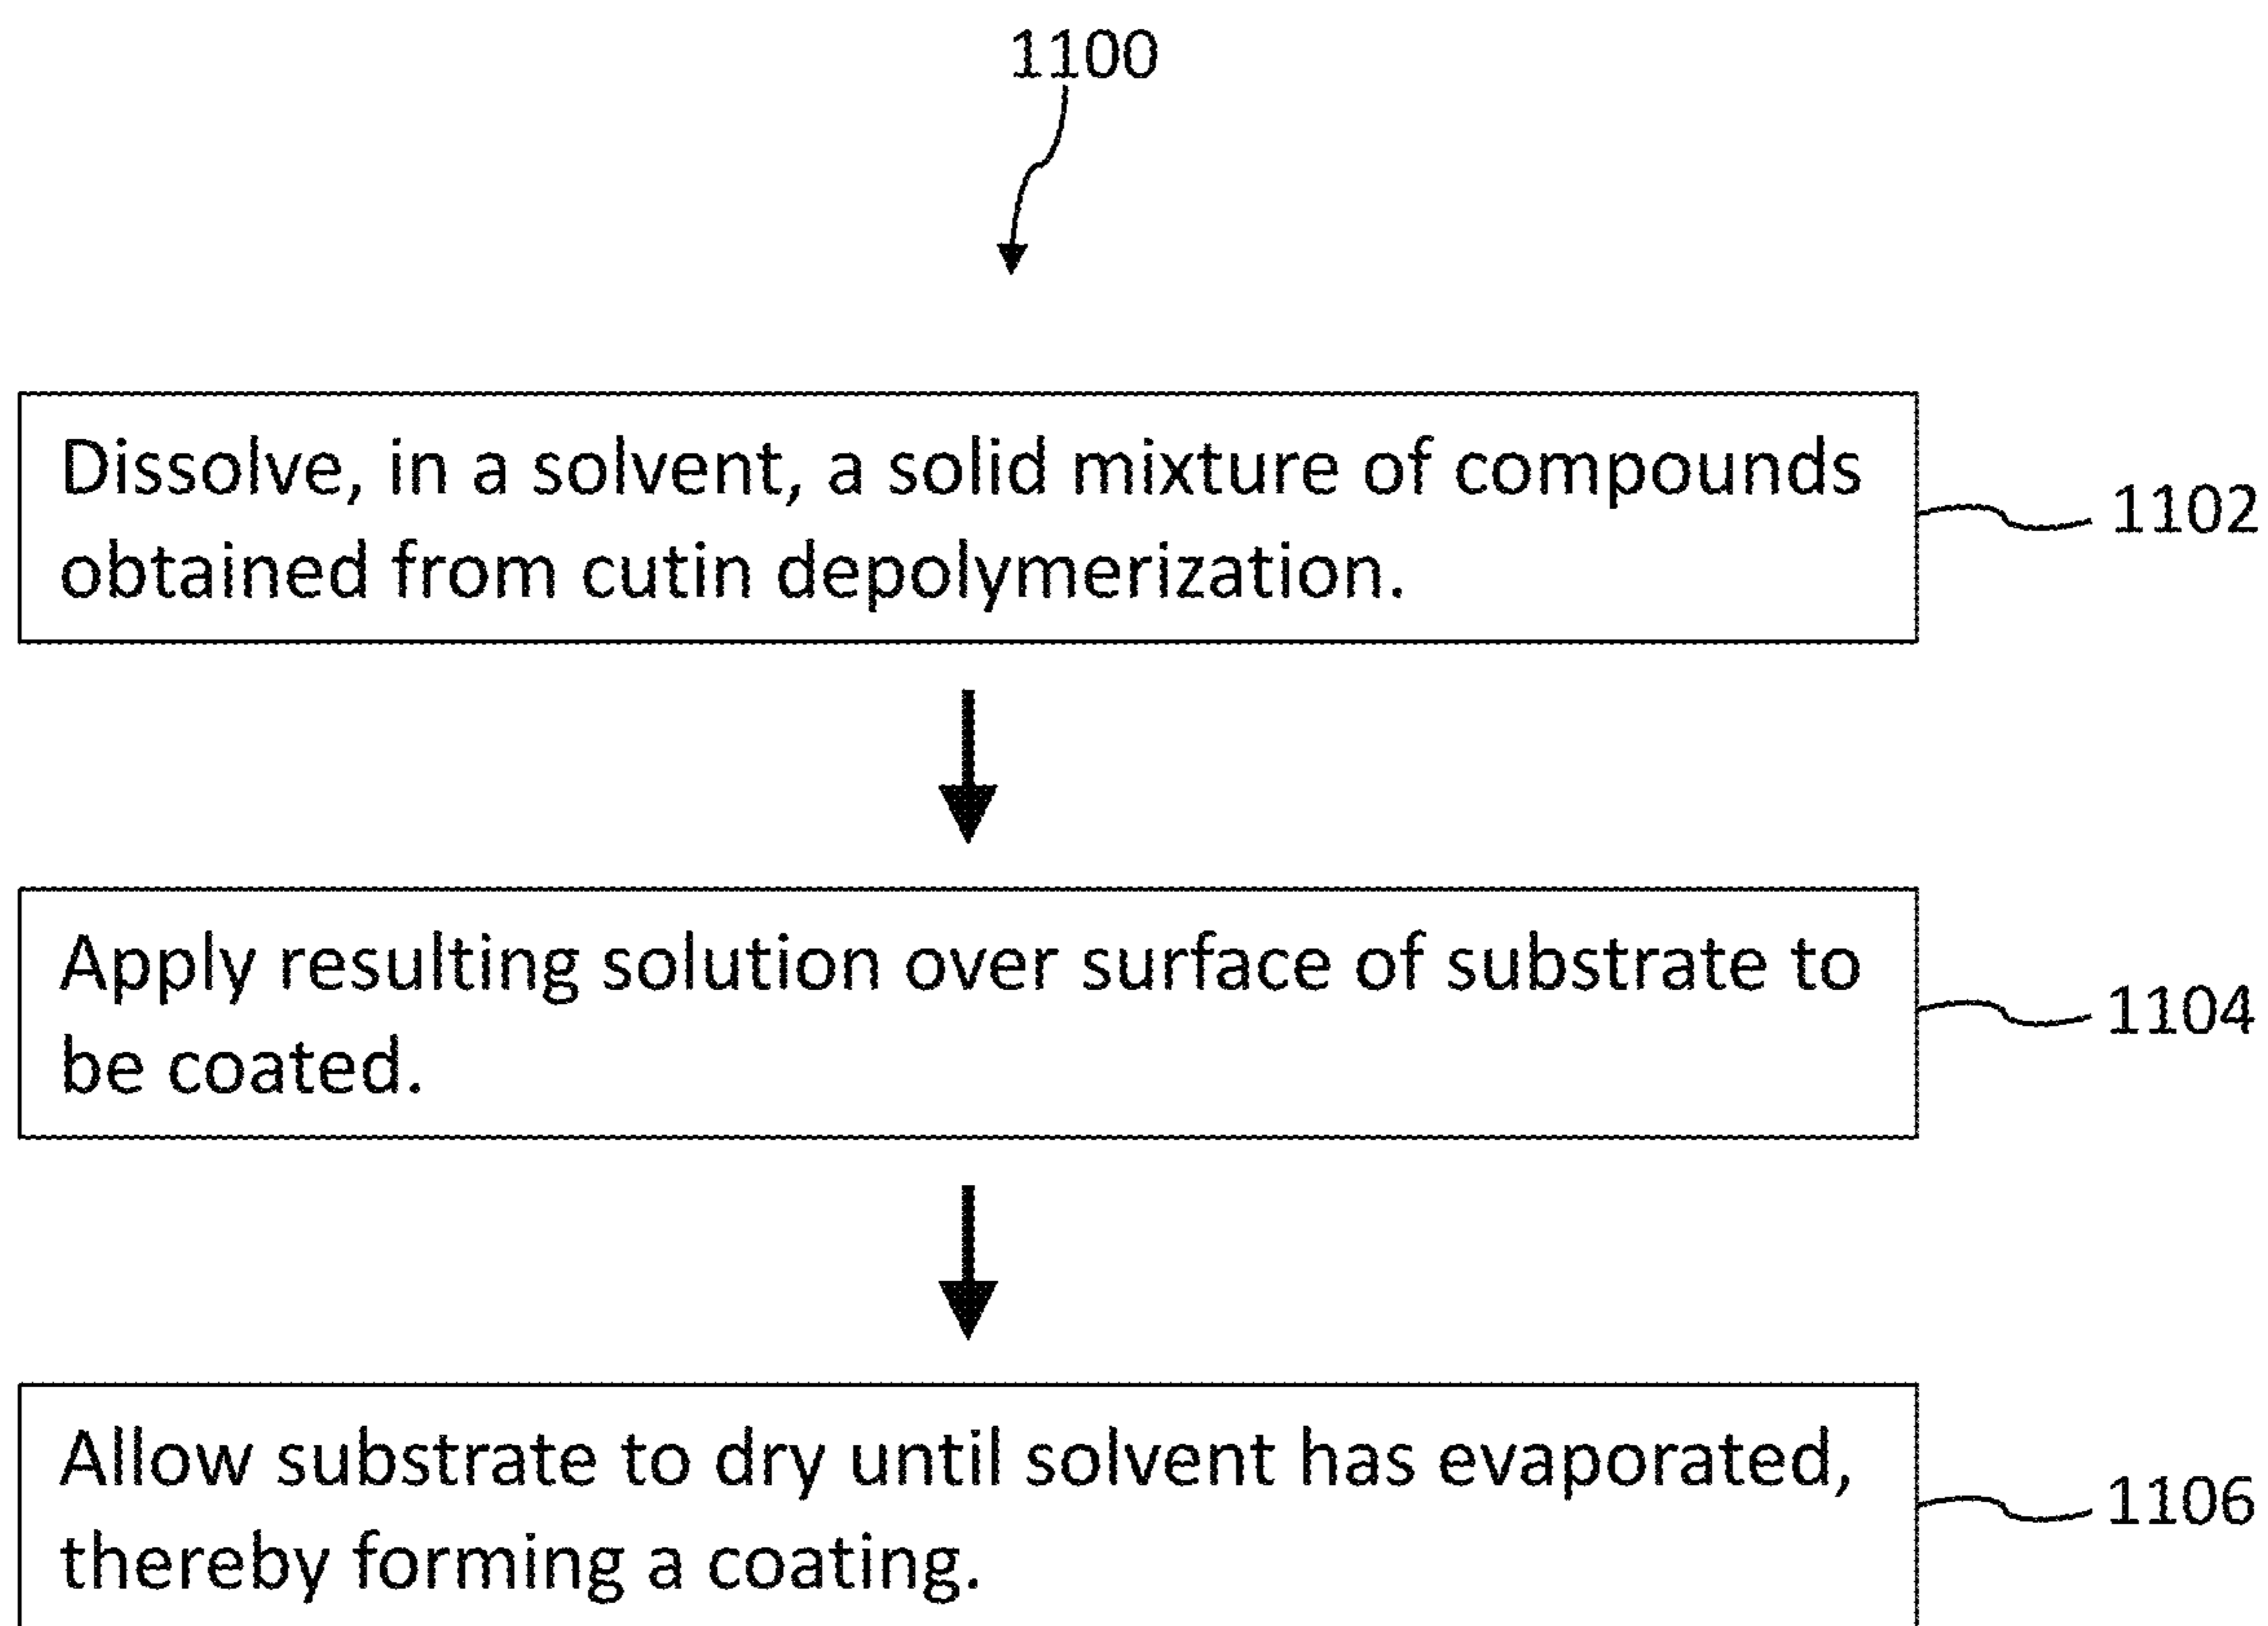 1100
Dissolve, in a solvent, a solid mixture of compounds
obtained from cutin depolymerization.
1102
Apply resulting solution over surface of substrate to
be coated.
1104
Allow substrate to dry until solvent has evaporated,
thereby forming a coating.
1106